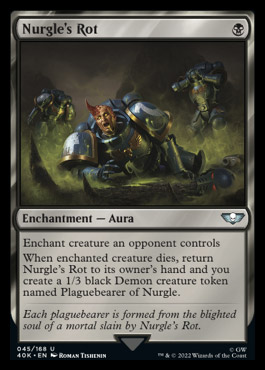 Nurgle's Rot
Enchantment — Aura
Enchant creature an opponent controls
When enchanted creature dies, return
Nurgle's Rot to its owner's hand and you
create a 1/3 black Demon creature token
named Plaguebearer of Nurgle.
Each plaguebearer is formed from the blighted
soul of a mortal slain by Nurgle's Rot.
045/168 U
40K • EN ROMAN TISHENIN
© GW
™ & © 2022 Wizards of the Coast